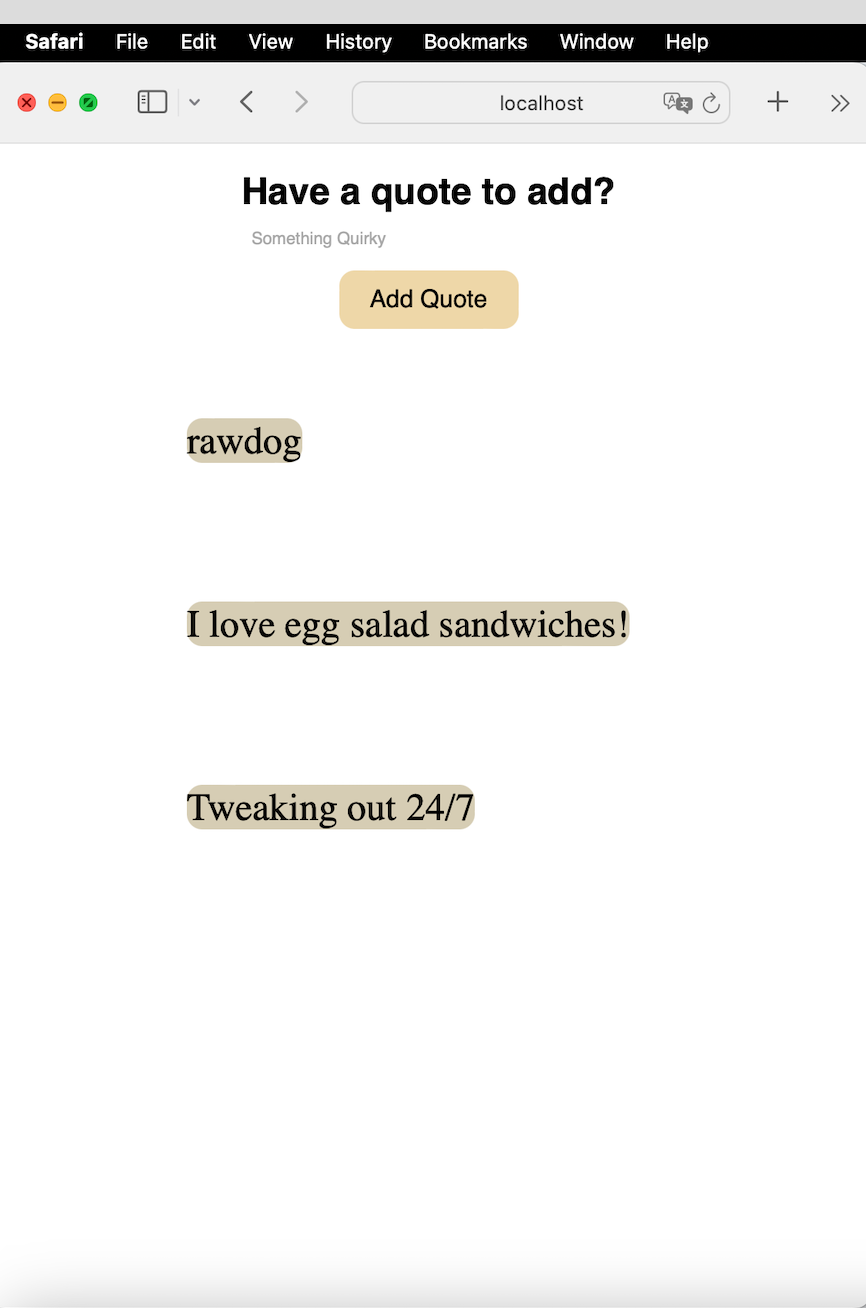 Safari File Edit View History Bookmarks Window Help
localhost
Have a quote to add?
Something Quirky
Add Quote
rawdog
I love egg salad sandwiches!
Tweaking out 24/7